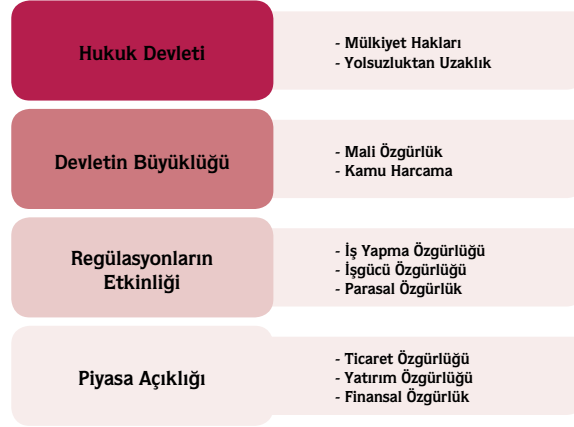 Hukuk Devleti
- Mülkiyet Hakları
- Yolsuzluktan Uzaklık
Devletin Büyüklüğü
- Mali Özgürlük
- Kamu Harcama
Regülasyonların
Etkinliği
- İş Yapma Özgürlüğü
- İşgücü Özgürlüğü
- Parasal Özgürlük
Piyasa Açıklığı
- Ticaret Özgürlüğü
- Yatırım Özgürlüğü
- Finansal Özgürlük